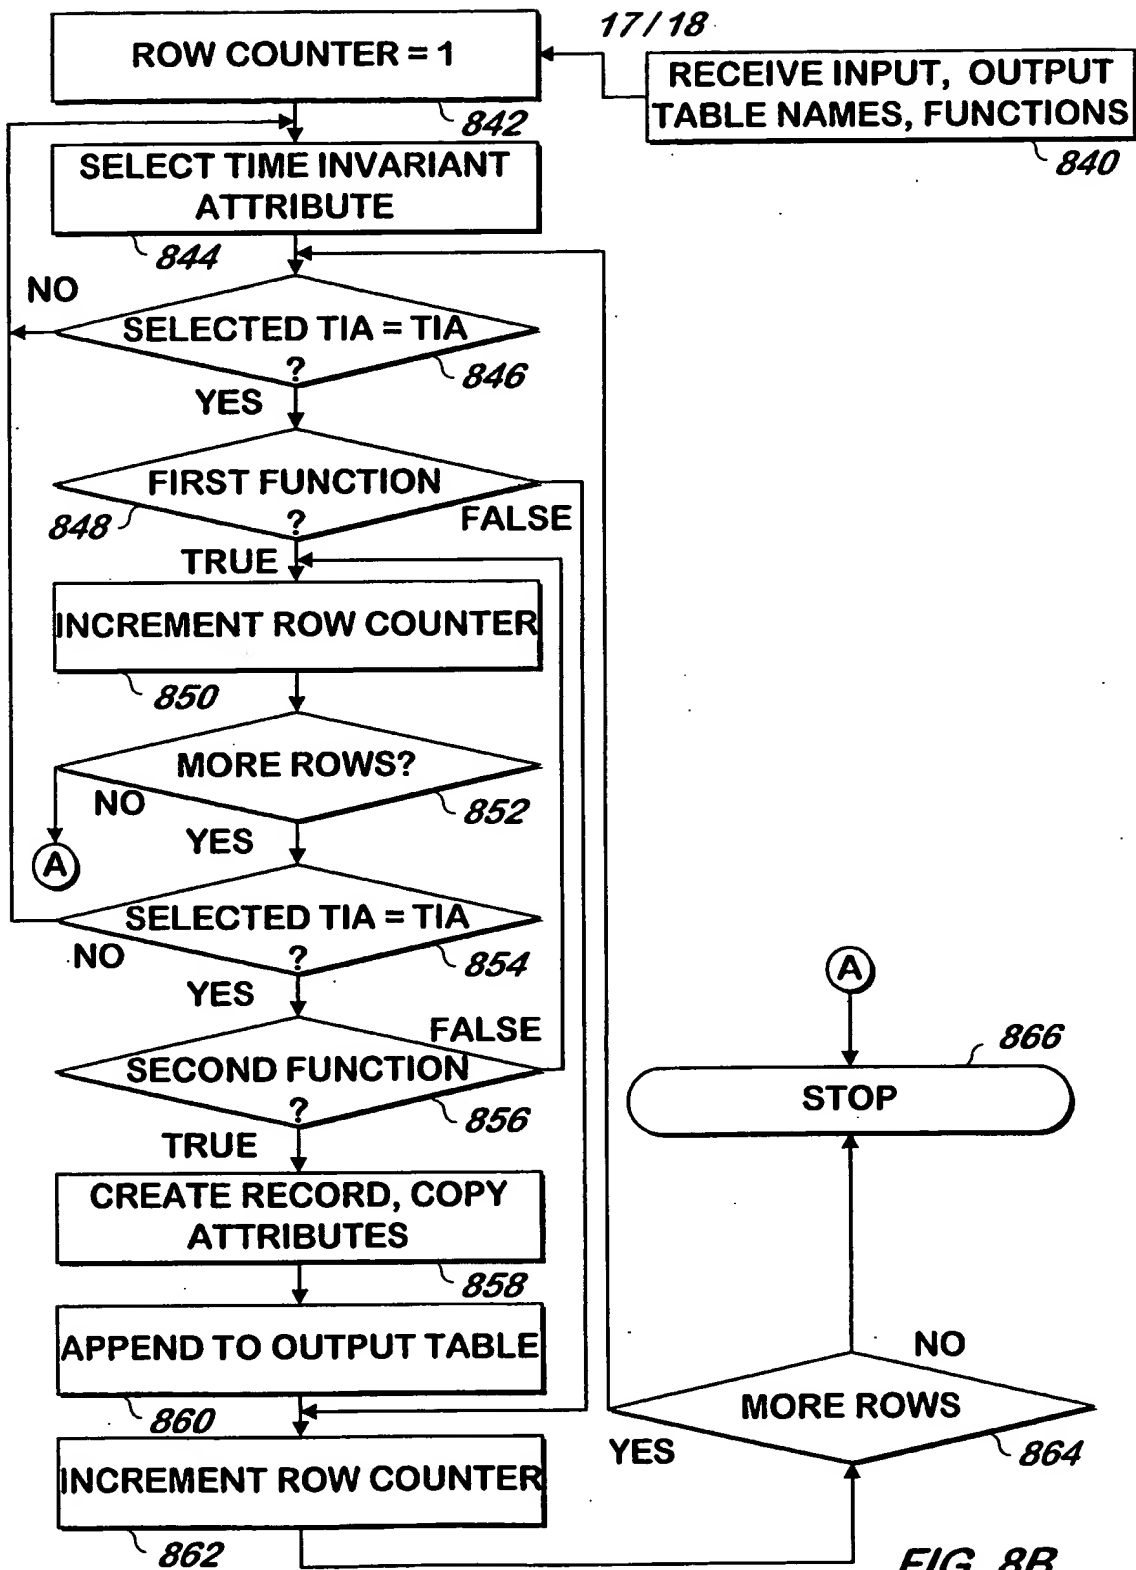 17/18
ROW COUNTER = 1
842
RECEIVE INPUT, OUTPUT
TABLE NAMES, FUNCTIONS
840
SELECT TIME INVARIANT
ATTRIBUTE
844
NO
SELECTED TIA = TIA
?
846
YES
FIRST FUNCTION
?
848
FALSE
TRUE
INCREMENT ROW COUNTER
850
MORE ROWS?
NO
852
YES
A
SELECTED TIA = TIA
?
NO
854
YES
FALSE
SECOND FUNCTION
?
856
TRUE
CREATE RECORD, COPY
ATTRIBUTES
858
APPEND TO OUTPUT TABLE
860
INCREMENT ROW COUNTER
862
A
866
STOP
NO
MORE ROWS
YES
864
FIG. 8B